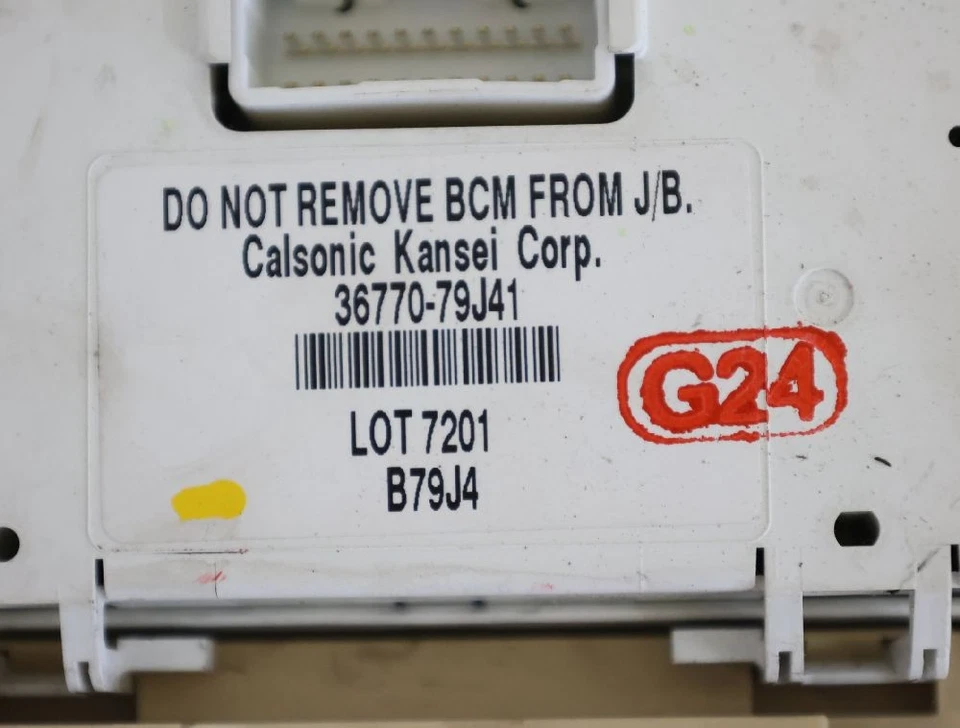 DO NOT REMOVE BCM FROM J/B.
Calsonic Kansei Corp.
36770-79J41
G24
LOT 7201
B79J4